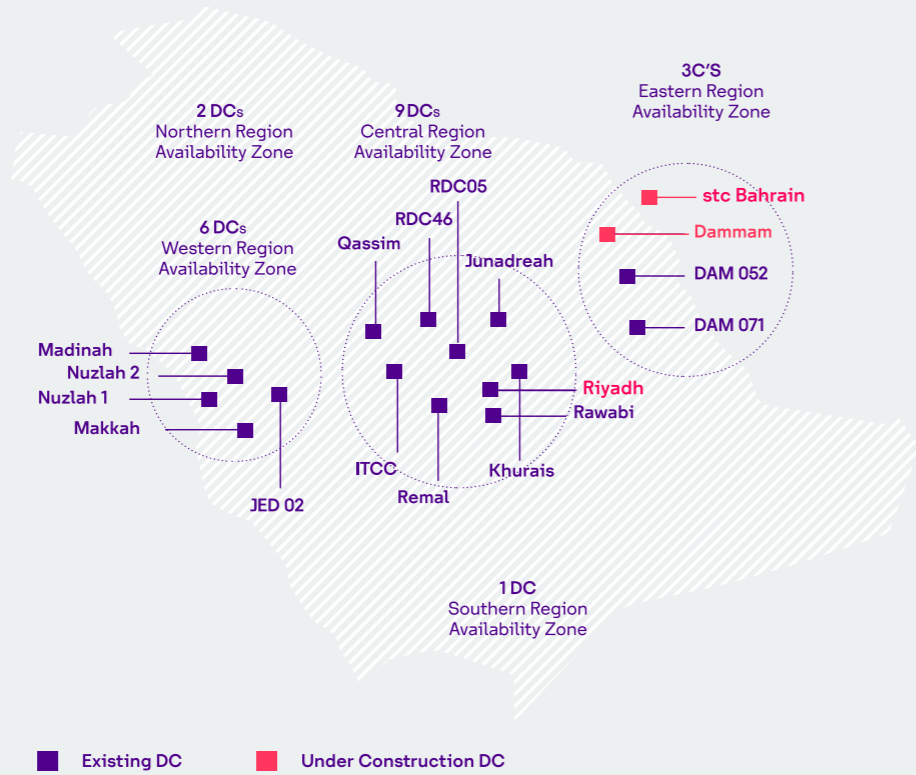 3C'S
Eastern Region
Availability Zone
2 DCs
Northern Region
Availability Zone
9 DCs
Central Region
Availability Zone
RDC05
stc Bahrain
RDC46
6 DCs
Western Region
Availability Zone
Qassim
Dammam
Junadreah
DAM 052
DAM 071
Madinah
Nuzlah 2
Nuzlah 1
Makkah
Riyadh
Rawabi
ITCC
Khurais
Remal
JED 02
1 DC
Southern Region
Availability Zone
Existing DC
Under Construction DC